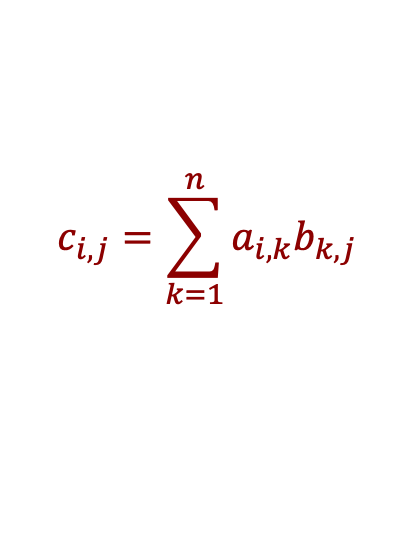 c_{i,j} = \sum_{k=1}^{n} a_{i,k} b_{k,j}